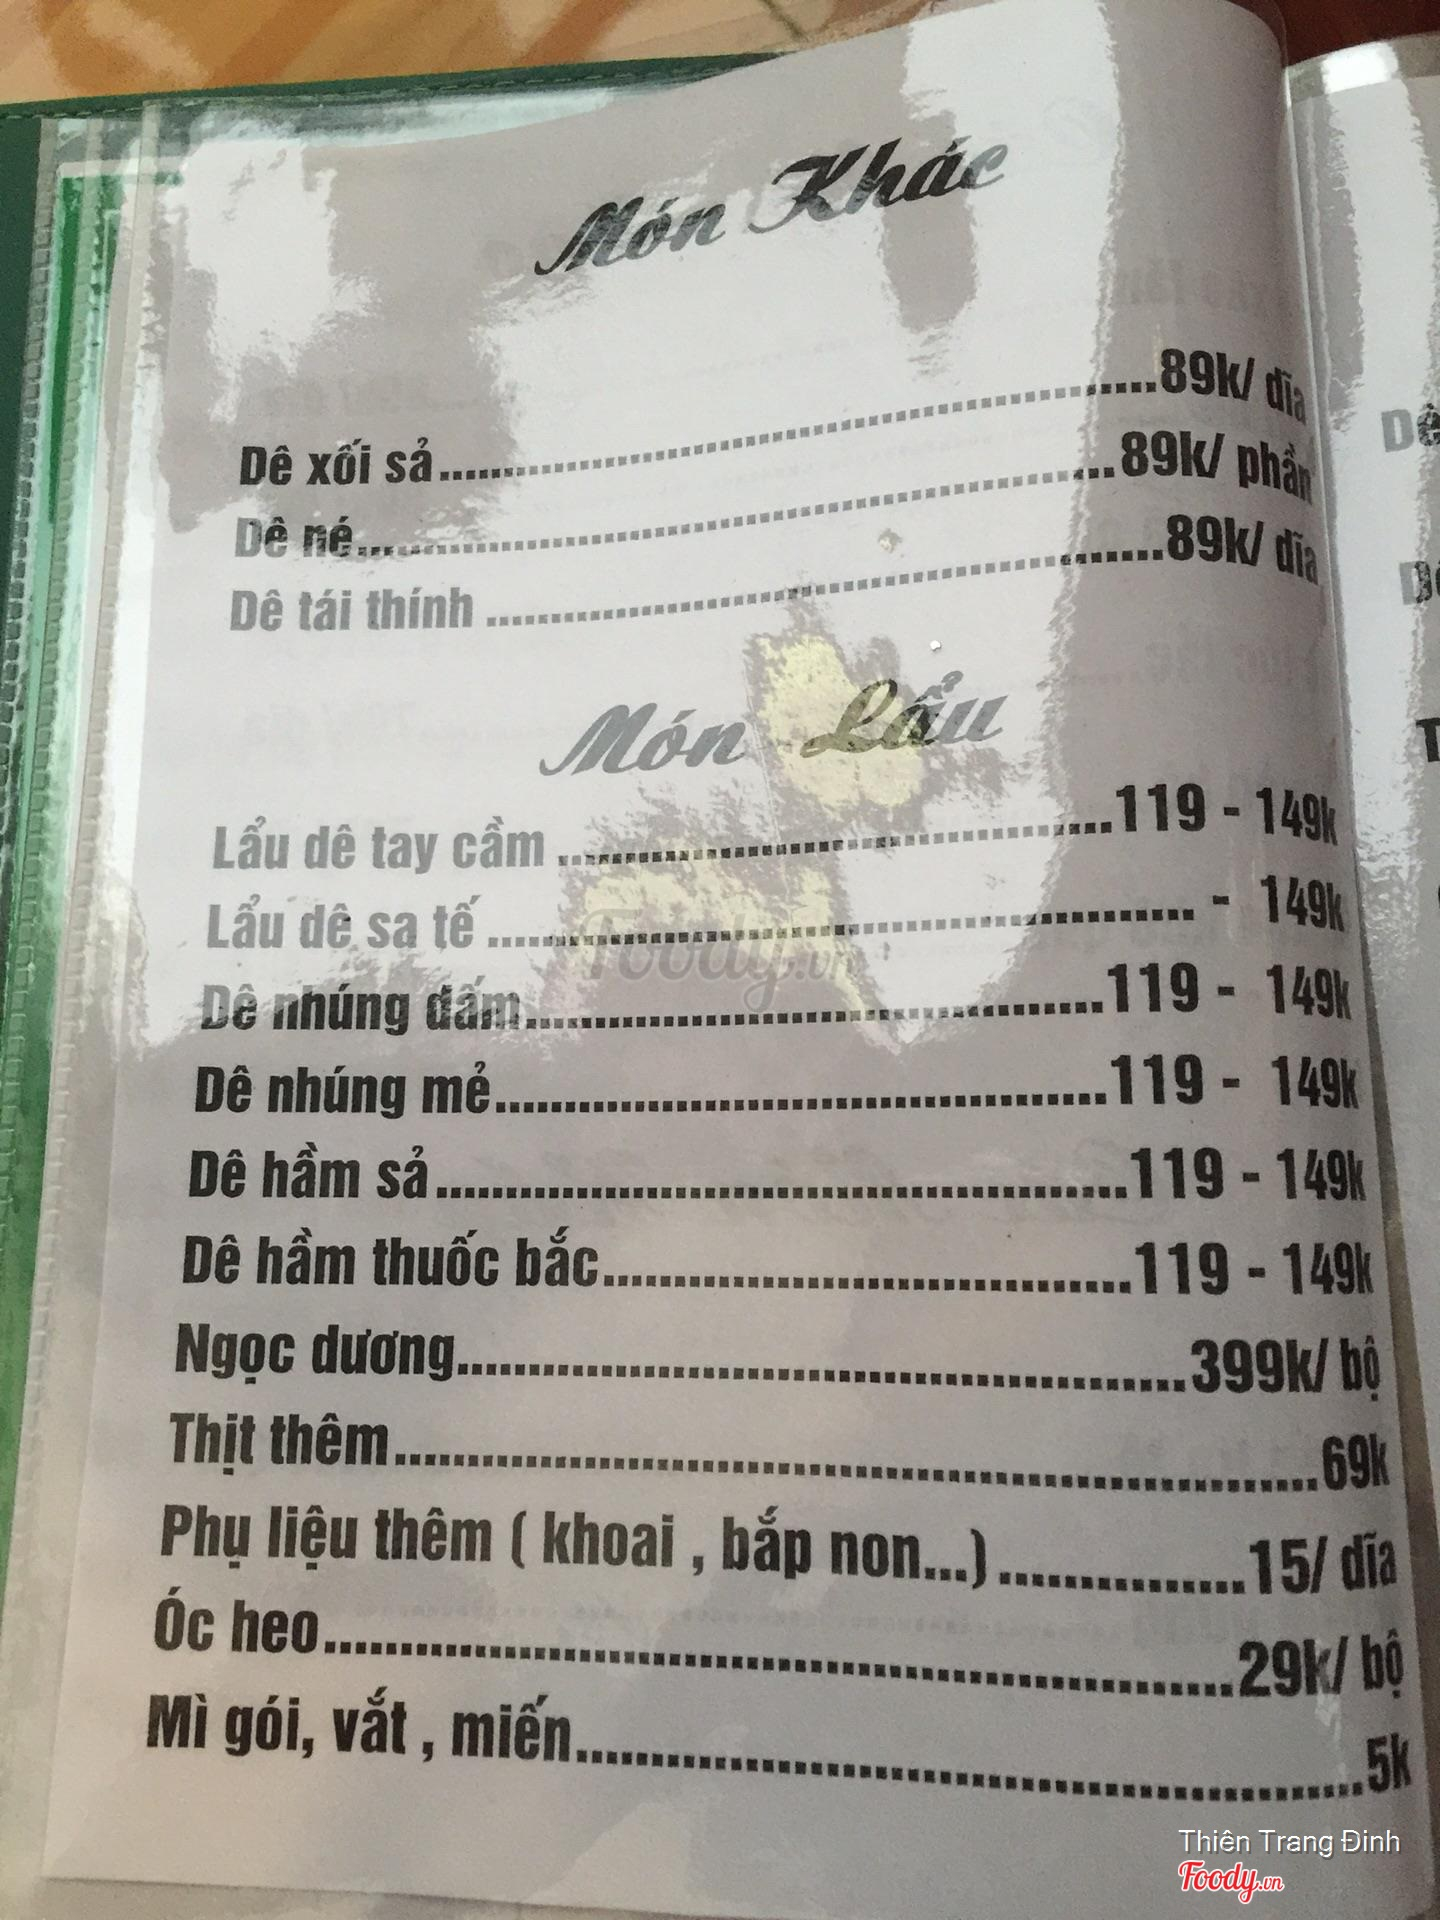 Món Khác
Dê xối sả....................89k/ dĩa
Dê né....................89k/ phần
Dê tái thính ....................89k/ dĩa
Món Lẩu
Lẩu dê tay cầm ....................119 - 149k
Lẩu dê sa tế .................... - 149k
Dê nhúng dấm....................119 - 149k
Dê nhúng mẻ....................119 - 149k
Dê hầm sả....................119 - 149k
Dê hầm thuốc bắc....................119 - 149k
Ngọc dương....................399k/ bộ
Thịt thêm....................69k
Phụ liệu thêm ( khoai , bắp non...)....................15/ dĩa
Óc heo....................29k/ bộ
Mì gói, vắt , miến....................5k
Foody.vn
Thiên Trang Đinh
Foody.vn